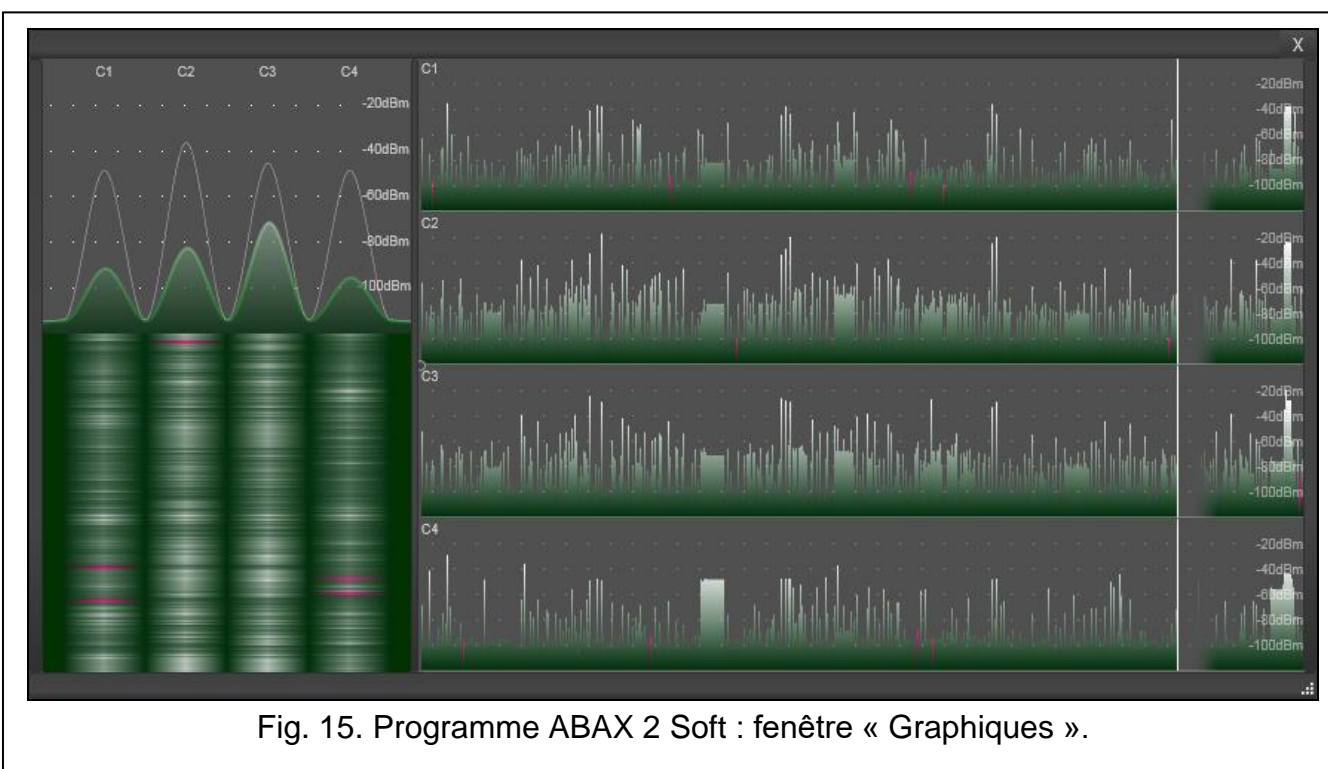 X
C1 C2 C3 C4
-20dBm
-40dBm
-60dBm
-80dBm
-100dBm
C1
-20dBm
-40dBm
-60dBm
-80dBm
-100dBm
C2
-20dBm
-40dBm
-60dBm
-80dBm
-100dBm
C3
-20dBm
-40dBm
-60dBm
-80dBm
-100dBm
C4
-20dBm
-40dBm
-60dBm
-80dBm
-100dBm
Fig. 15. Programme ABAX 2 Soft : fenêtre « Graphiques ».